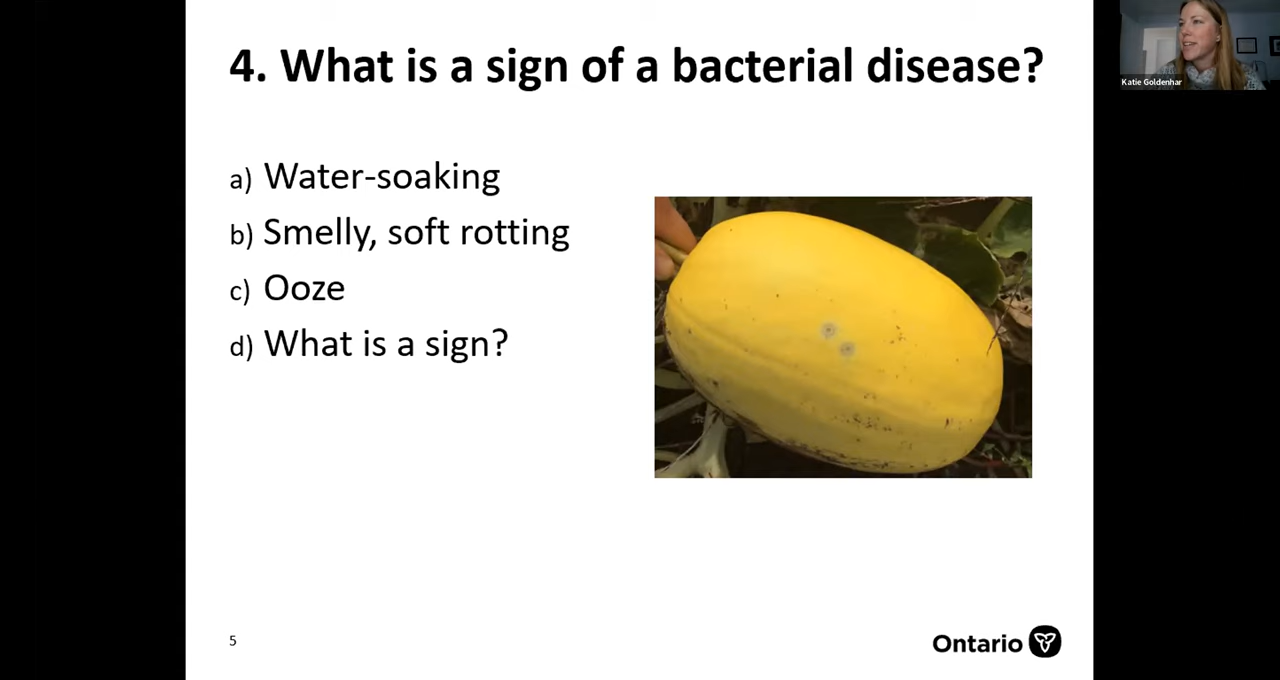 4. What is a sign of a bacterial disease?
a) Water-soaking
b) Smelly, soft rotting
c) Ooze
d) What is a sign?
5
Ontario
Katie Goldenhar